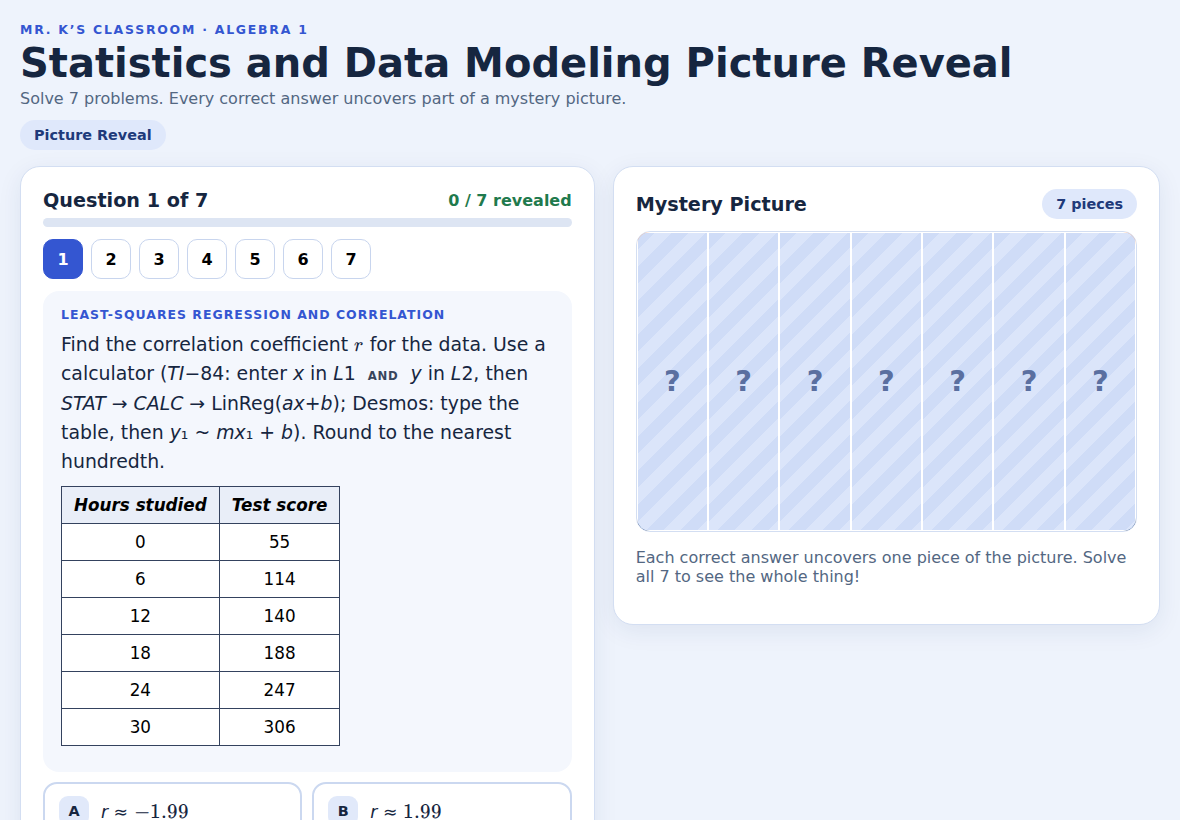 MR. K’S CLASSROOM · ALGEBRA 1
Statistics and Data Modeling Picture Reveal
Solve 7 problems. Every correct answer uncovers part of a mystery picture.
Picture Reveal
Question 1 of 7
0 / 7 revealed
1 2 3 4 5 6 7
LEAST-SQUARES REGRESSION AND CORRELATION
Find the correlation coefficient r for the data. Use a
calculator (TI−84: enter x in L1 AND y in L2, then
STAT → CALC → LinReg(ax+b); Desmos: type the
table, then y₁ ~ mx₁ + b). Round to the nearest
hundredth.
Hours studied Test score
0 55
6 114
12 140
18 188
24 247
30 306
A r ≈ −1.99
B r ≈ 1.99
Mystery Picture
7 pieces
? ? ? ? ? ? ?
Each correct answer uncovers one piece of the picture. Solve
all 7 to see the whole thing!